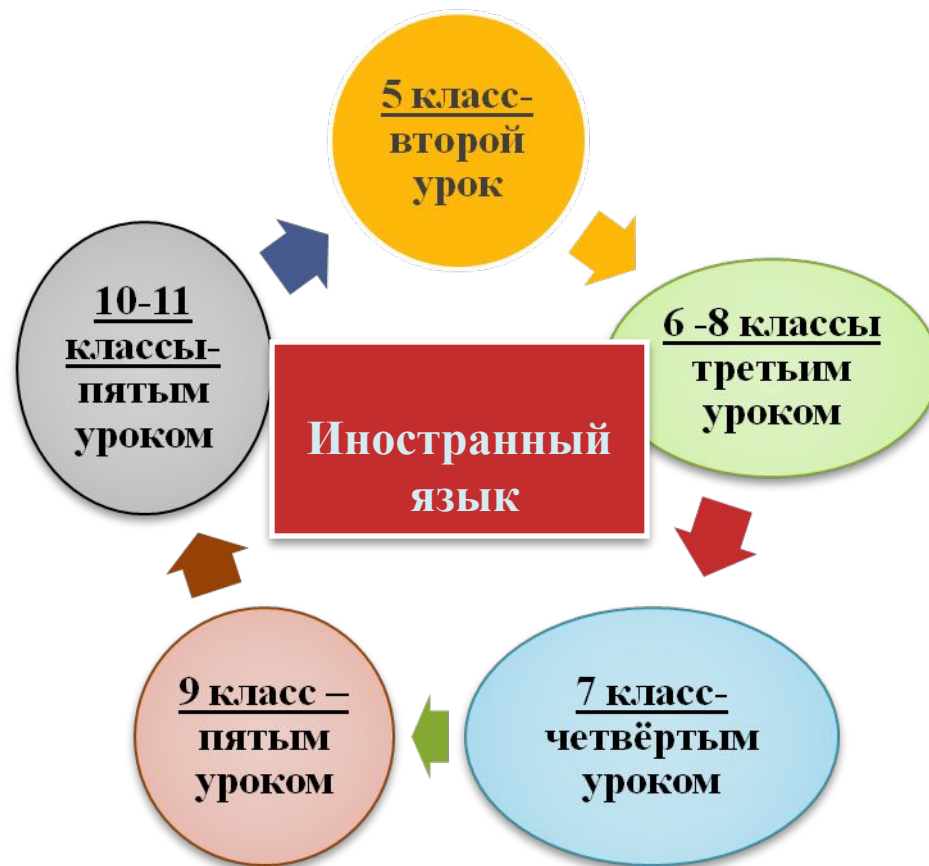 5 класс-
второй
урок
6 -8 классы
третьим
уроком
7 класс-
четвёртым
уроком
9 класс –
пятым
уроком
10-11
классы-
пятым
уроком
Иностранный
язык